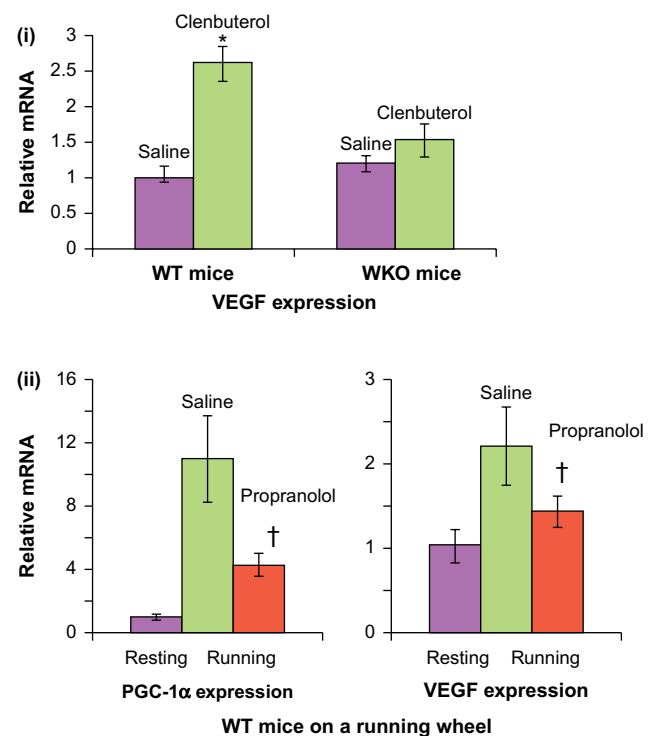 (i)
Relative mRNA
3
2.5
2
1.5
1
0.5
0
Saline
Clenbuterol
*
Saline
Clenbuterol
WT mice
WKO mice
VEGF expression
(ii)
Relative mRNA
16
12
8
4
0
Saline
Propranolol
†
Resting
Running
PGC-1α expression
3
2
1
0
Saline
Propranolol
†
Resting
Running
VEGF expression
WT mice on a running wheel